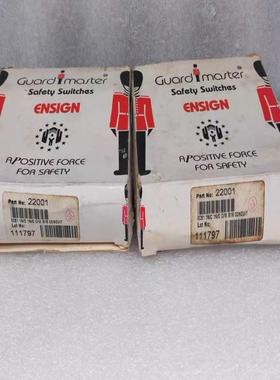 Guardmaster®
Safety Switches
ENSIGN
A POSITIVE FORCE
FOR SAFETY
Part No: 22001
Lot No:
111797
Guardmaster®
Safety Switches
ENSIGN
A POSITIVE FORCE
FOR SAFETY
Part No: 22001
Lot No:
111797